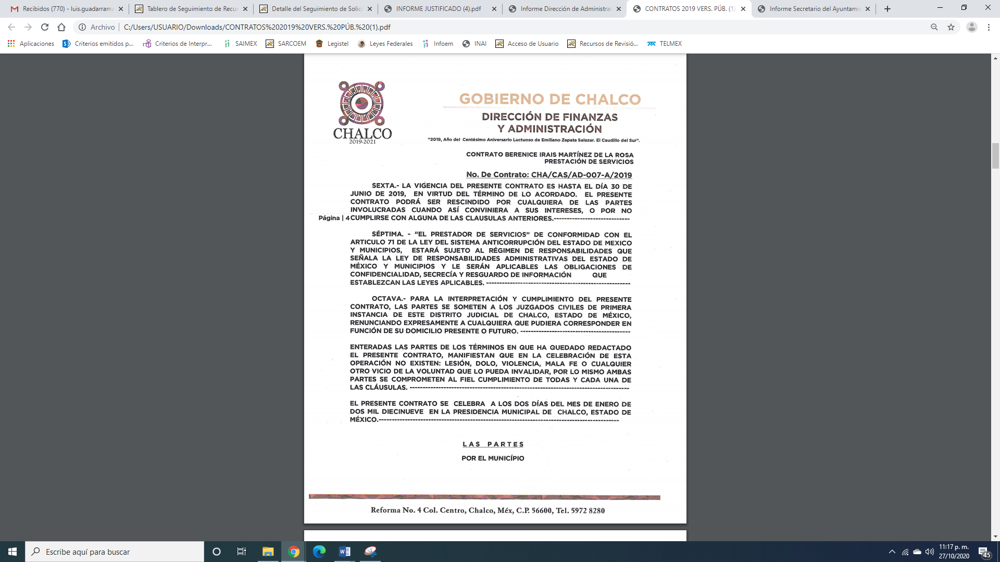 Recibidos (770) - luis.guadarrama
Tablero de Seguimiento de Recur
Detalle del Seguimiento de Solici
INFORME JUSTIFICADO (4).pdf
Informe Dirección de Administra
CONTRATOS 2019 VERS. PÚB. (1)
Informe Secretario del Ayuntamie
Archivo
C:/Users/USUARIO/Downloads/CONTRATOS%202019%20VERS.%20PÚB.%20(1).pdf
Aplicaciones
Criterios emitidos p...
Criterios de Interpr...
SAIMEX
SARCOEM
Legistel
Leyes Federales
Infoem
INAI
Acceso de Usuario
Recursos de Revisió...
TELMEX
CHALCO
2019-2021
GOBIERNO DE CHALCO
DIRECCIÓN DE FINANZAS
Y ADMINISTRACIÓN
"2019, Año del Centésimo Aniversario Luctuoso de Emiliano Zapata Salazar. El Caudillo del Sur".
CONTRATO BERENICE IRAIS MARTÍNEZ DE LA ROSA
PRESTACIÓN DE SERVICIOS
No. De Contrato: CHA/CAS/AD-007-A/2019
SEXTA.- LA VIGENCIA DEL PRESENTE CONTRATO ES HASTA EL DÍA 30 DE
JUNIO DE 2019, EN VIRTUD DEL TÉRMINO DE LO ACORDADO. EL PRESENTE
CONTRATO PODRÁ SER RESCINDIDO POR CUALQUIERA DE LAS PARTES
INVOLUCRADAS CUANDO ASÍ CONVINIERA A SUS INTERESES, O POR NO
Página | 4 CUMPLIRSE CON ALGUNA DE LAS CLAUSULAS ANTERIORES.-----------------------------
SÉPTIMA. - "EL PRESTADOR DE SERVICIOS" DE CONFORMIDAD CON EL
ARTICULO 71 DE LA LEY DEL SISTEMA ANTICORRUPCIÓN DEL ESTADO DE MEXICO
Y MUNICIPIOS, ESTARÁ SUJETO AL RÉGIMEN DE RESPONSABILIDADES QUE
SEÑALA LA LEY DE RESPONSABILIDADES ADMINISTRATIVAS DEL ESTADO DE
MÉXICO Y MUNICIPIOS Y LE SERÁN APLICABLES LAS OBLIGACIONES DE
CONFIDENCIALIDAD, SECRECÍA Y RESGUARDO DE INFORMACIÓN QUE
ESTABLEZCAN LAS LEYES APLICABLES. -------------------------------------------------------
OCTAVA.- PARA LA INTERPRETACIÓN Y CUMPLIMIENTO DEL PRESENTE
CONTRATO, LAS PARTES SE SOMETEN A LOS JUZGADOS CIVILES DE PRIMERA
INSTANCIA DE ESTE DISTRITO JUDICIAL DE CHALCO, ESTADO DE MÉXICO,
RENUNCIANDO EXPRESAMENTE A CUALQUIERA QUE PUDIERA CORRESPONDER EN
FUNCIÓN DE SU DOMICILIO PRESENTE O FUTURO. ------------------------------------------
ENTERADAS LAS PARTES DE LOS TÉRMINOS EN QUE HA QUEDADO REDACTADO
EL PRESENTE CONTRATO, MANIFIESTAN QUE EN LA CELEBRACIÓN DE ESTA
OPERACIÓN NO EXISTEN: LESIÓN, DOLO, VIOLENCIA, MALA FE O CUALQUIER
OTRO VICIO DE LA VOLUNTAD QUE LO PUEDA INVALIDAR, POR LO MISMO AMBAS
PARTES SE COMPROMETEN AL FIEL CUMPLIMIENTO DE TODAS Y CADA UNA DE
LAS CLÁUSULAS. ------------------------------------------------------------------------------------
EL PRESENTE CONTRATO SE CELEBRA A LOS DOS DÍAS DEL MES DE ENERO DE
DOS MIL DIECINUEVE EN LA PRESIDENCIA MUNICIPAL DE CHALCO, ESTADO DE
MÉXICO.--------------------------------------------------------------------------------------------
LAS PARTES
POR EL MUNICÍPIO
Reforma No. 4 Col. Centro, Chalco, Méx, C.P. 56600, Tel. 5972 8280
Escribe aquí para buscar
11:17 p. m.
27/10/2020
45